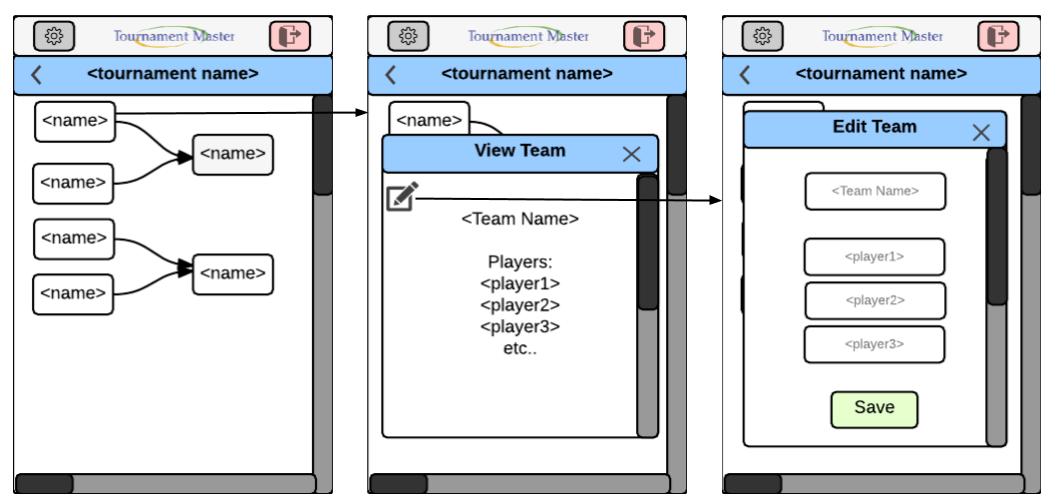 Tournament Master
<tournament name>
<name>
<name>
<name>
<name>
<name>
<name>
Tournament Master
<tournament name>
<name>
View Team
<Team Name>
Players:
<player1>
<player2>
<player3>
etc..
Tournament Master
<tournament name>
Edit Team
<Team Name>
<player1>
<player2>
<player3>
Save